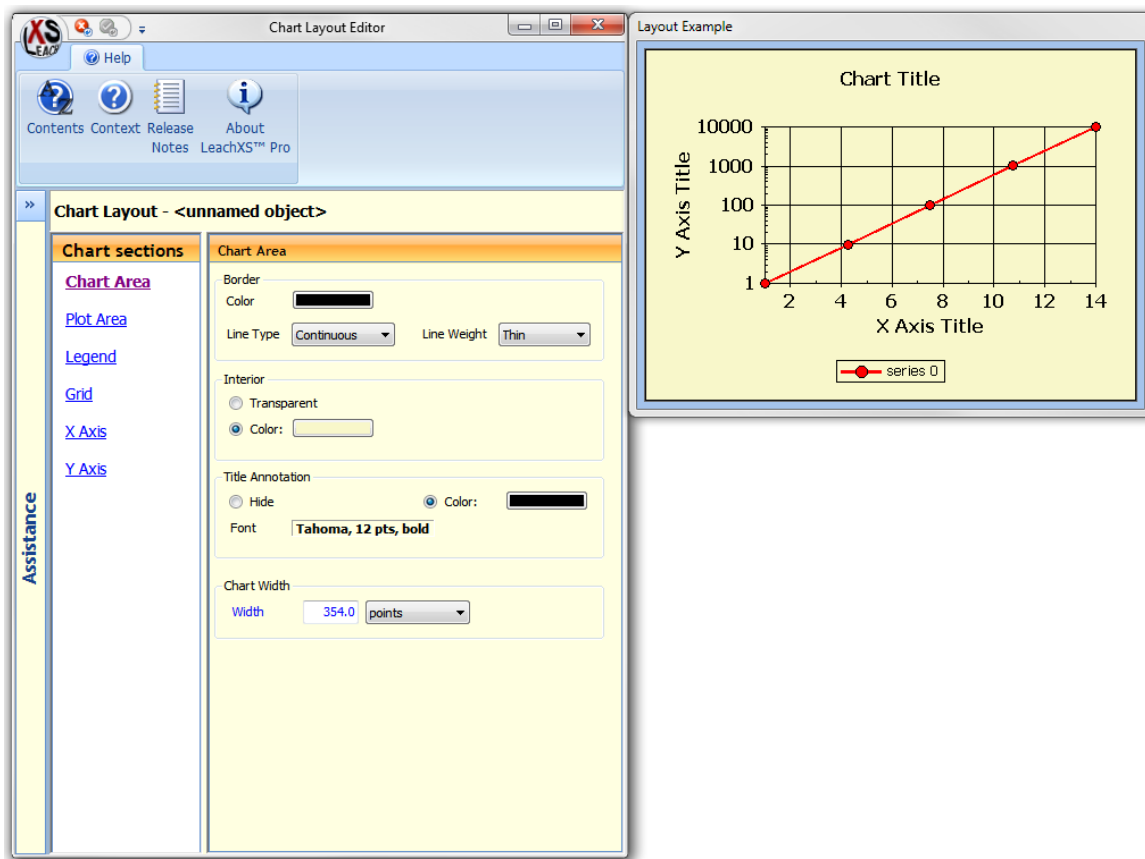 XS
LEACH
Chart Layout Editor
Help
Contents Context Release Notes About LeachXS™ Pro
»
Chart Layout - <unnamed object>
Assistance
Chart sections
Chart Area
Plot Area
Legend
Grid
X Axis
Y Axis
Chart Area
Border
Color
Line Type Continuous Line Weight Thin
Interior
Transparent
Color:
Title Annotation
Hide Color:
Font Tahoma, 12 pts, bold
Chart Width
Width 354.0 points
Layout Example
Chart Title
Y Axis Title
10000
1000
100
10
1
2 4 6 8 10 12 14
X Axis Title
series 0